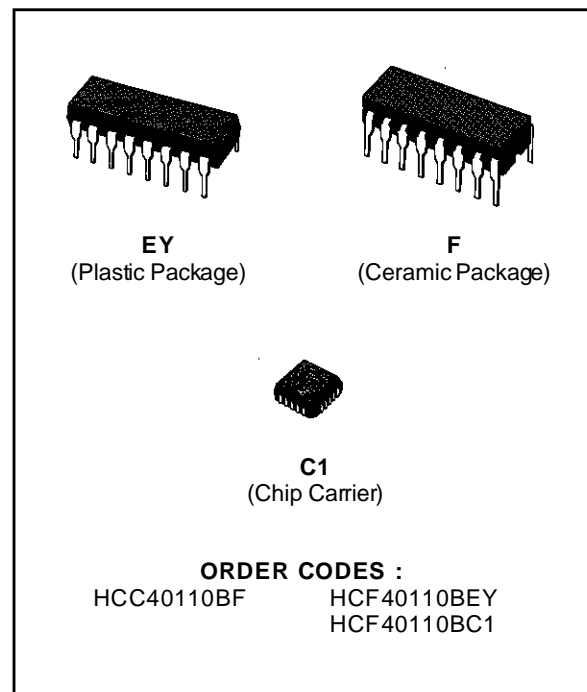 EY
(Plastic Package)
F
(Ceramic Package)
C1
(Chip Carrier)
ORDER CODES :
HCC40110BF HCF40110BEY
HCF40110BC1